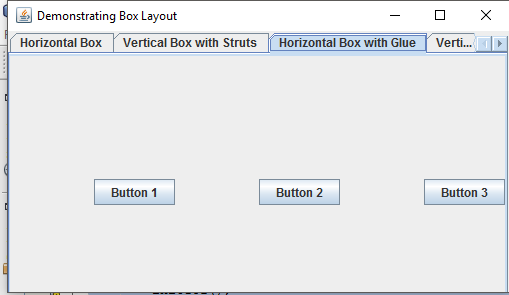 Demonstrating Box Layout
Horizontal Box Vertical Box with Struts Horizontal Box with Glue Verti...
Button 1 Button 2 Button 3